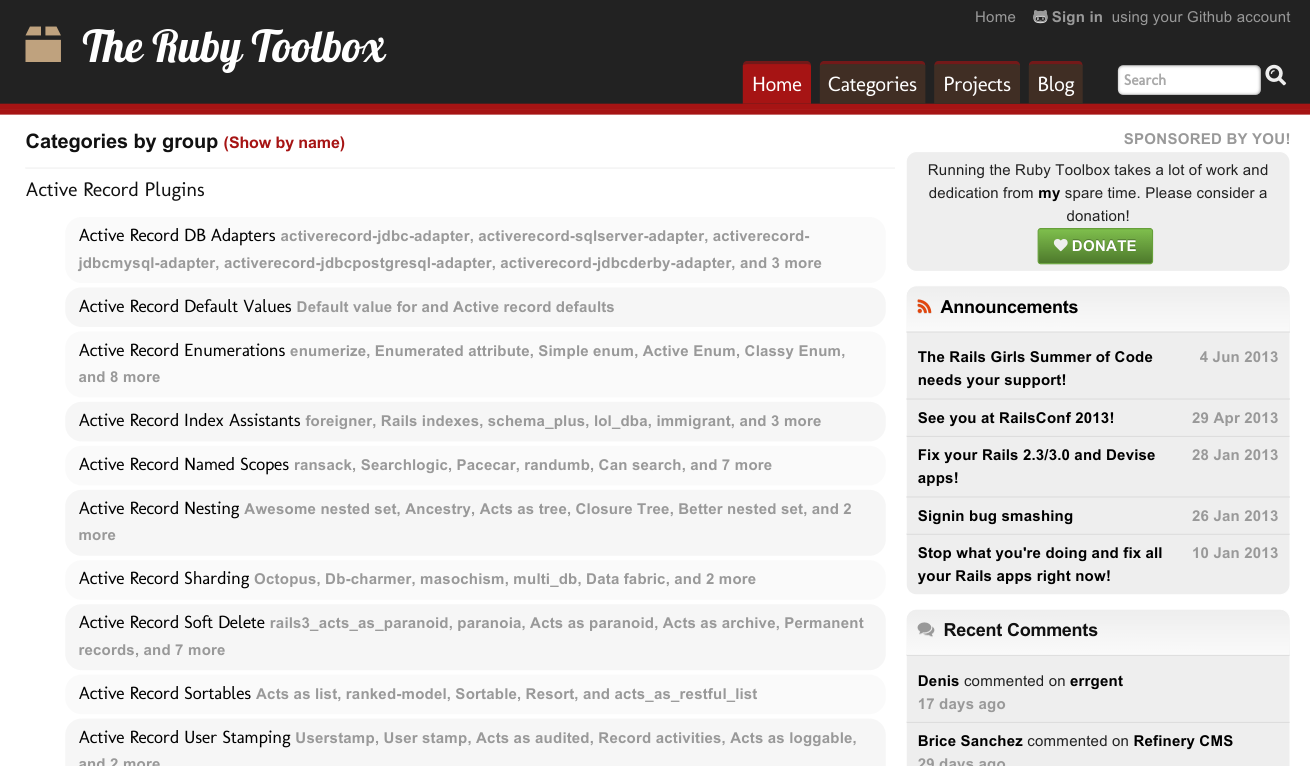 Home Sign in using your Github account
The Ruby Toolbox
Home Categories Projects Blog Search
Categories by group (Show by name)
Active Record Plugins
Active Record DB Adapters activerecord-jdbc-adapter, activerecord-sqlserver-adapter, activerecord-
jdbcmysql-adapter, activerecord-jdbcpostgresql-adapter, activerecord-jdbcderby-adapter, and 3 more
Active Record Default Values Default value for and Active record defaults
Active Record Enumerations enumerize, Enumerated attribute, Simple enum, Active Enum, Classy Enum,
and 8 more
Active Record Index Assistants foreigner, Rails indexes, schema_plus, lol_dba, immigrant, and 3 more
Active Record Named Scopes ransack, Searchlogic, Pacecar, randumb, Can search, and 7 more
Active Record Nesting Awesome nested set, Ancestry, Acts as tree, Closure Tree, Better nested set, and 2
more
Active Record Sharding Octopus, Db-charmer, masochism, multi_db, Data fabric, and 2 more
Active Record Soft Delete rails3_acts_as_paranoid, paranoia, Acts as paranoid, Acts as archive, Permanent
records, and 7 more
Active Record Sortables Acts as list, ranked-model, Sortable, Resort, and acts_as_restful_list
Active Record User Stamping Userstamp, User stamp, Acts as audited, Record activities, Acts as loggable,
and 2 more
SPONSORED BY YOU!
Running the Ruby Toolbox takes a lot of work and
dedication from my spare time. Please consider a
donation!
DONATE
Announcements
The Rails Girls Summer of Code 4 Jun 2013
needs your support!
See you at RailsConf 2013! 29 Apr 2013
Fix your Rails 2.3/3.0 and Devise 28 Jan 2013
apps!
Signin bug smashing 26 Jan 2013
Stop what you're doing and fix all 10 Jan 2013
your Rails apps right now!
Recent Comments
Denis commented on errgent
17 days ago
Brice Sanchez commented on Refinery CMS
29 days ago